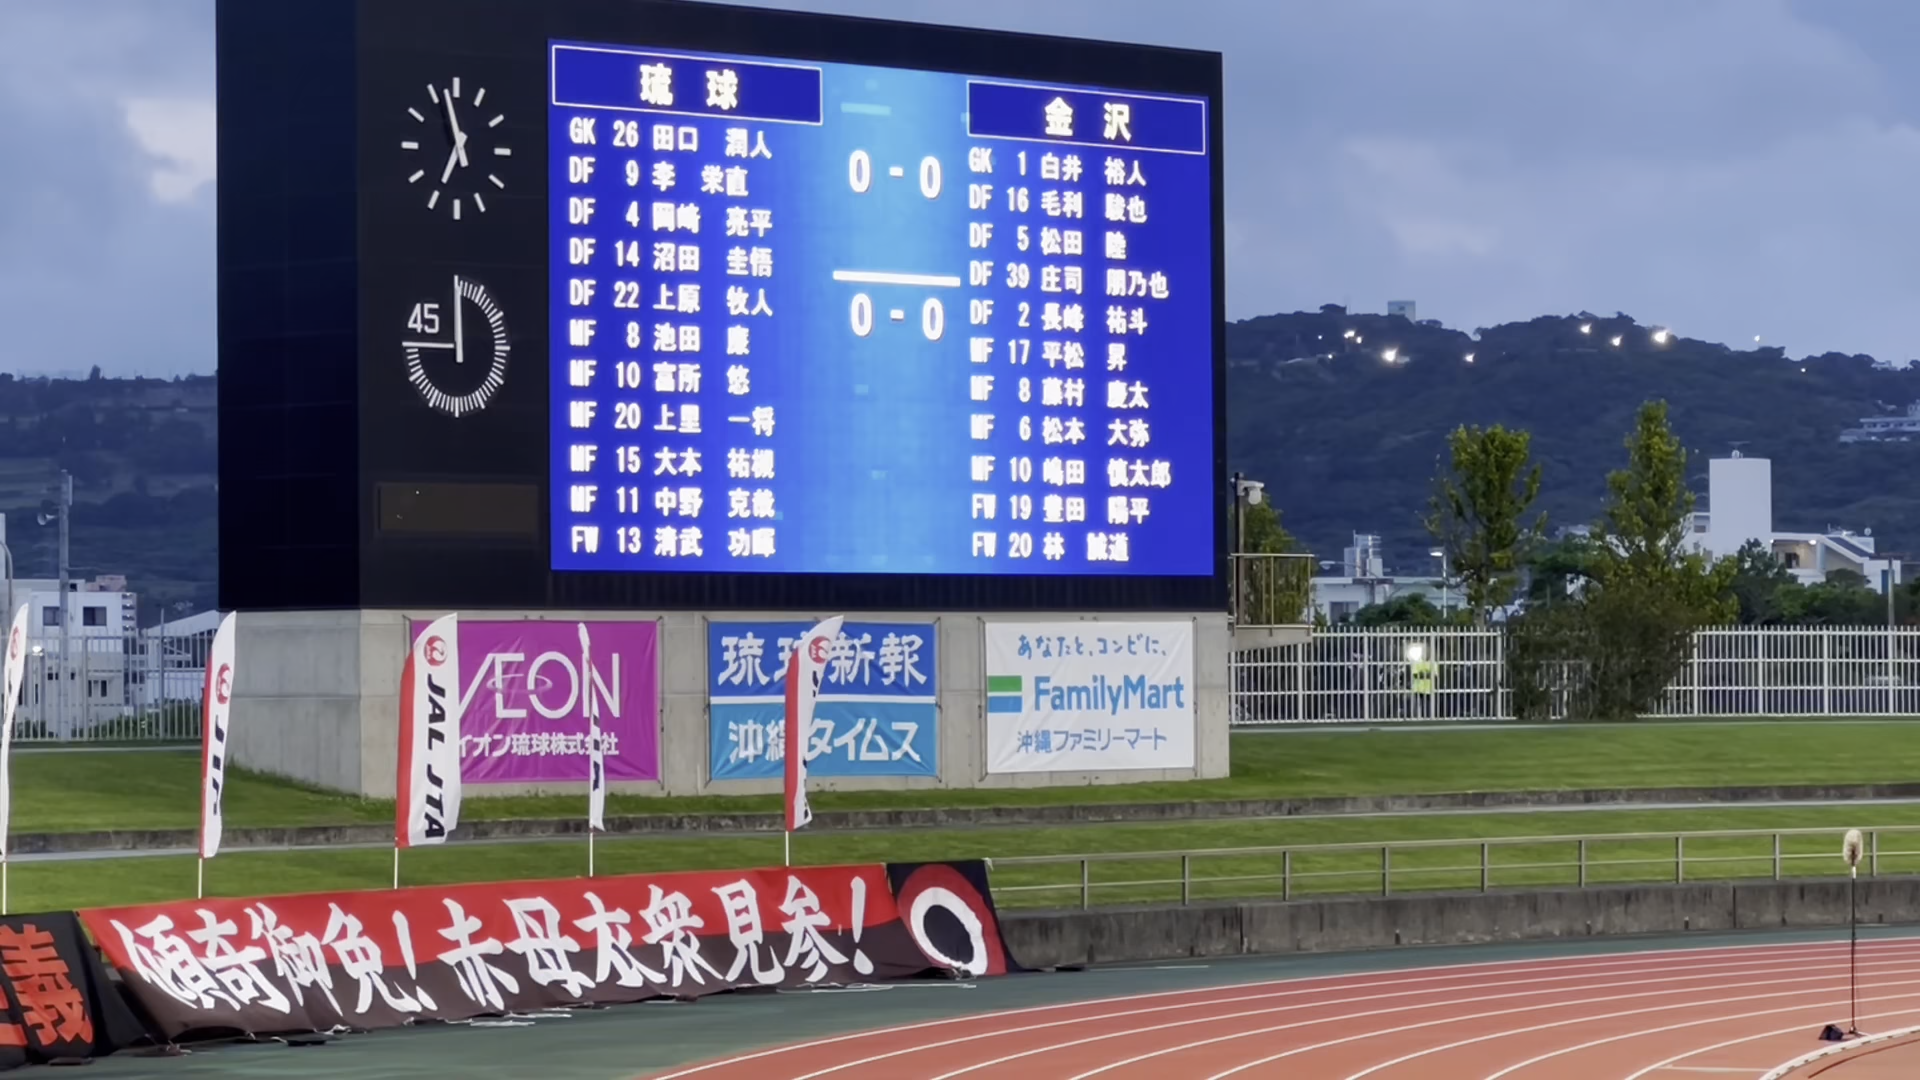 琉 球
GK 26 田口 潤人
DF 9 李 栄直
DF 4 岡﨑 亮平
DF 14 沼田 圭悟
DF 22 上原 牧人
MF 8 池田 廉
MF 10 富所 悠
MF 20 上里 一将
MF 15 大本 祐槻
MF 11 中野 克哉
FW 13 清武 功暉
0 - 0
0 - 0
金 沢
GK 1 白井 裕人
DF 16 毛利 駿也
DF 5 松田 陸
DF 39 庄司 朋乃也
DF 2 長峰 祐斗
MF 17 平松 昇
MF 8 藤村 慶太
MF 6 松本 大弥
MF 10 嶋田 慎太郎
FW 19 豊田 陽平
FW 20 林 誠道
45
ÆON
イオン琉球株式会社
琉球新報
沖縄タイムス
あなたと、コンビに、
FamilyMart
沖縄ファミリーマート
JAL JTA
傾奇御免!赤母衣衆見参!
義